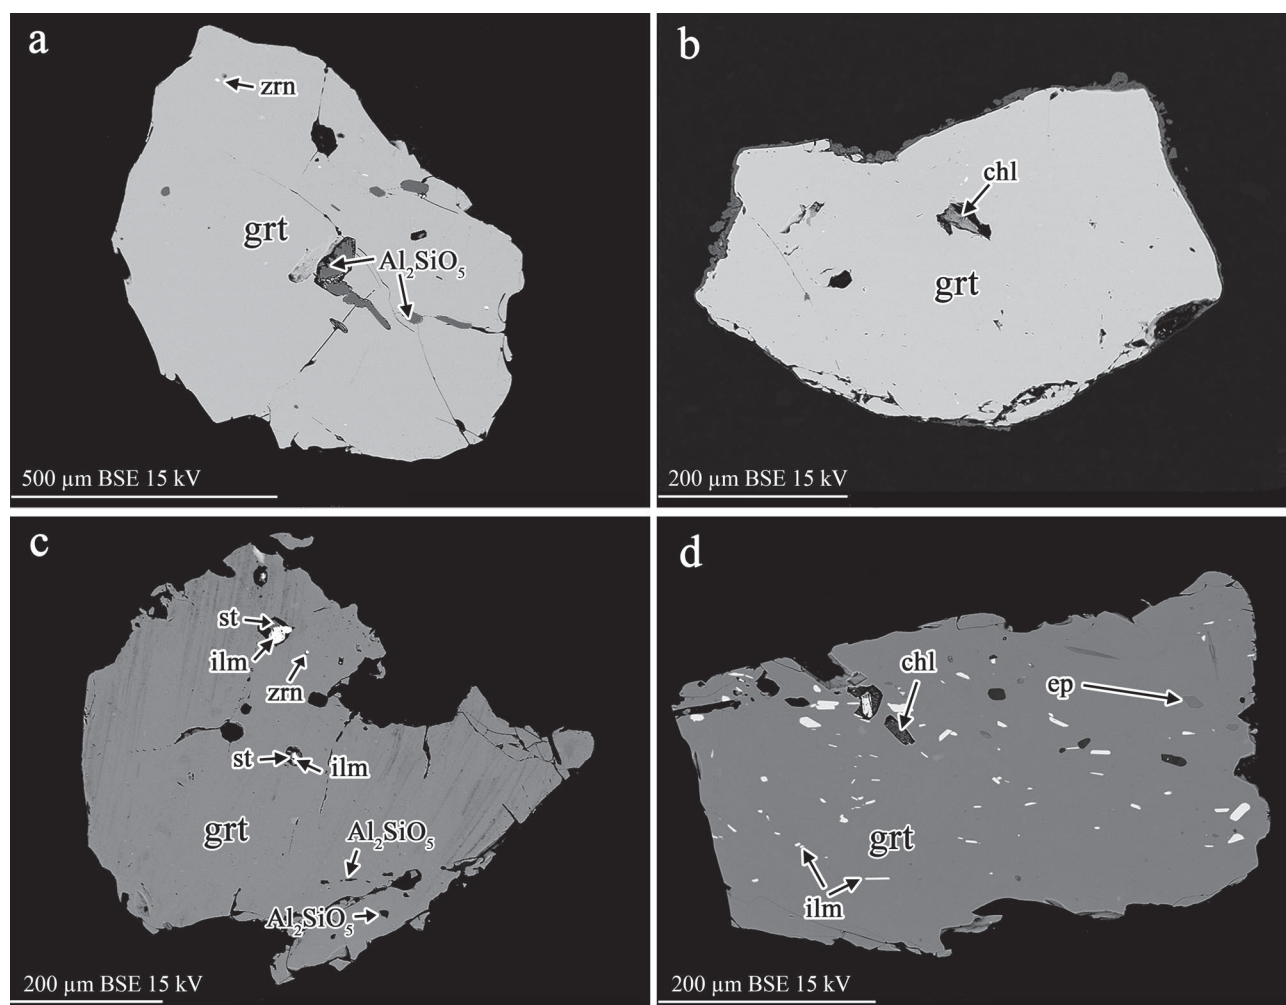 a
zrn
grt
Al₂SiO₅
500 µm BSE 15 kV
b
chl
grt
200 µm BSE 15 kV
c
st
ilm
zrn
st
ilm
grt
Al₂SiO₅
Al₂SiO₅
200 µm BSE 15 kV
d
chl
ep
grt
ilm
200 µm BSE 15 kV